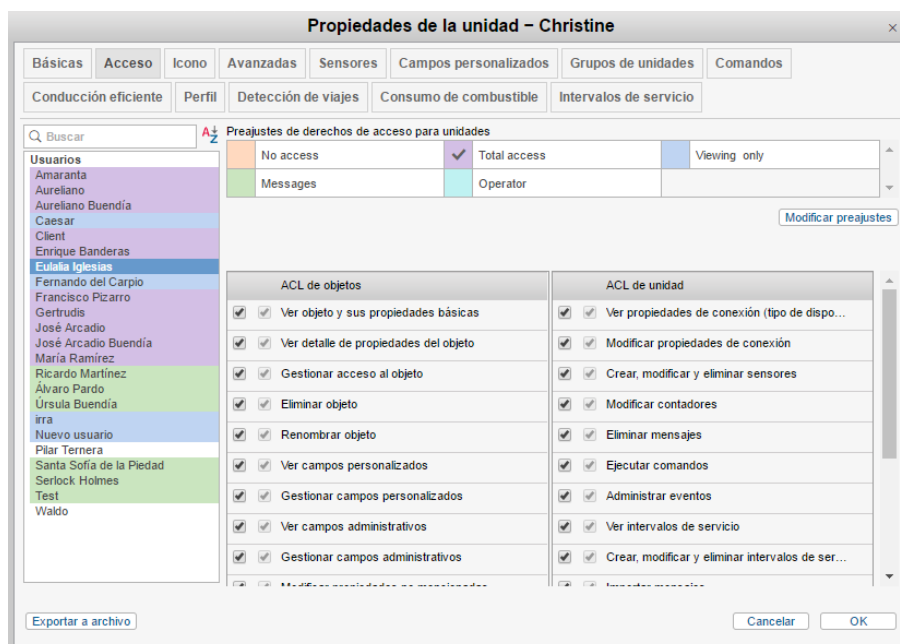 Propiedades de la unidad – Christine
Básicas Acceso Icono Avanzadas Sensores Campos personalizados Grupos de unidades Comandos
Conducción eficiente Perfil Detección de viajes Consumo de combustible Intervalos de servicio
Buscar
Usuarios
Amaranta
Aureliano
Aureliano Buendía
Caesar
Client
Enrique Banderas
Eulalia Iglesias
Fernando del Carpio
Francisco Pizarro
Gertrudis
José Arcadio
José Arcadio Buendía
María Ramírez
Ricardo Martínez
Álvaro Pardo
Úrsula Buendía
irra
Nuevo usuario
Pilar Ternera
Santa Sofía de la Piedad
Serlock Holmes
Test
Waldo
Preajustes de derechos de acceso para unidades
No access Total access Viewing only
Messages Operator
Modificar preajustes
ACL de objetos
Ver objeto y sus propiedades básicas
Ver detalle de propiedades del objeto
Gestionar acceso al objeto
Eliminar objeto
Renombrar objeto
Ver campos personalizados
Gestionar campos personalizados
Ver campos administrativos
Gestionar campos administrativos
ACL de unidad
Ver propiedades de conexión (tipo de dispo...
Modificar propiedades de conexión
Crear, modificar y eliminar sensores
Modificar contadores
Eliminar mensajes
Ejecutar comandos
Administrar eventos
Ver intervalos de servicio
Crear, modificar y eliminar intervalos de ser...
Exportar a archivo
Cancelar OK